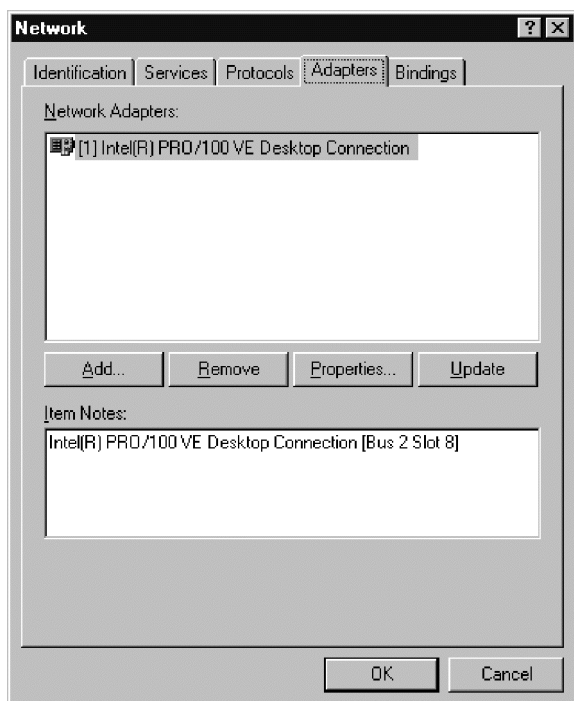 Network
Identification Services Protocols Adapters Bindings
Network Adapters:
[1] Intel(R) PRO/100 VE Desktop Connection
Add... Remove Properties... Update
Item Notes:
Intel(R) PRO/100 VE Desktop Connection [Bus 2 Slot 8]
OK Cancel